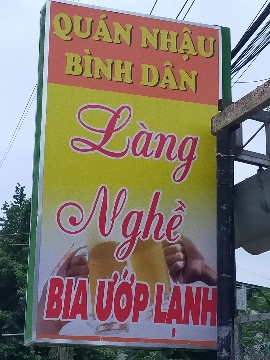 QUÁN NHẬU
BÌNH DÂN
Làng
Nghề
BIA ƯỚP LẠNH